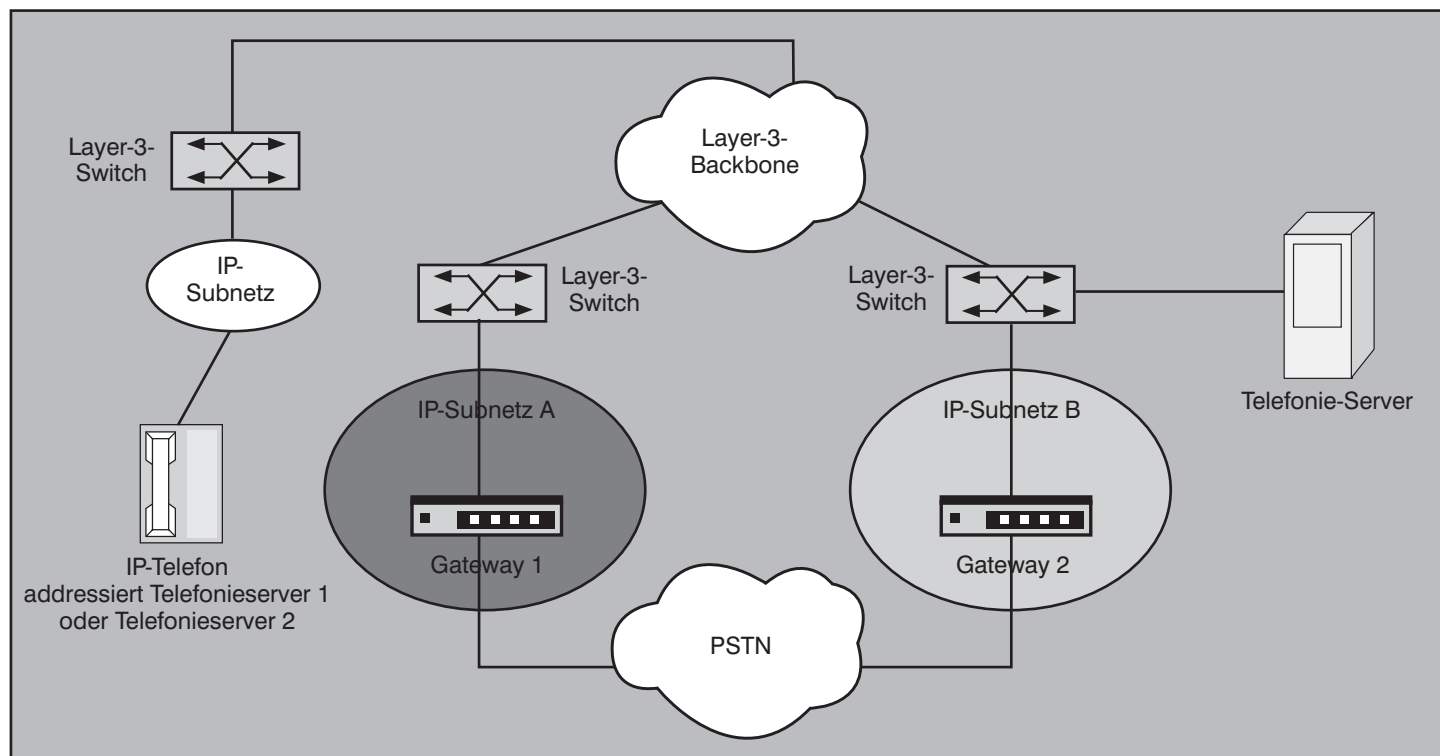 Layer-3-
Backbone
Layer-3-
Switch
IP-
Subnetz
Layer-3-
Switch
Layer-3-
Switch
IP-Subnetz A
IP-Subnetz B
Telefonie-Server
Gateway 1
Gateway 2
IP-Telefon
addressiert Telefonieserver 1
oder Telefonieserver 2
PSTN